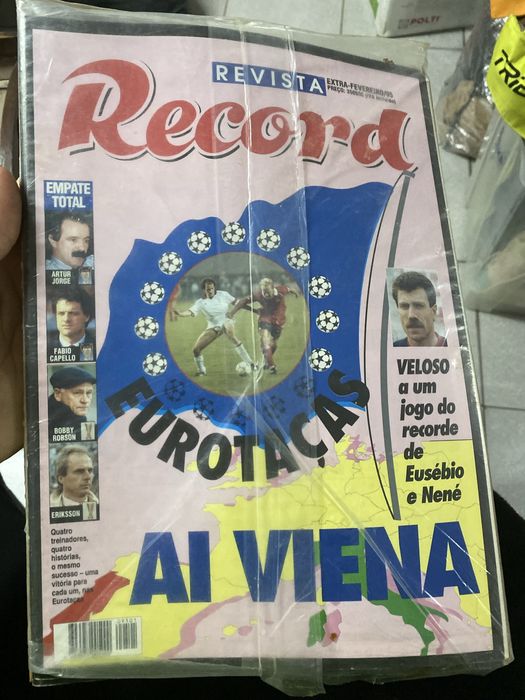 REVISTA
EXTRA-FEVEREIRO/95
Record
EMPATE
TOTAL
ARTUR
JORGE
FABIO
CAPELLO
BOBBY
ROBSON
ERIKSSON
Quatro
treinadores,
quatro
histórias,
o mesmo
sucesso – uma
vitória para
cada um, nas
Eurotaças
EUROTAÇAS
VELOSO
a um
jogo do
recorde
de
Eusébio
e Nené
AI VIENA
POLTI
TRIP